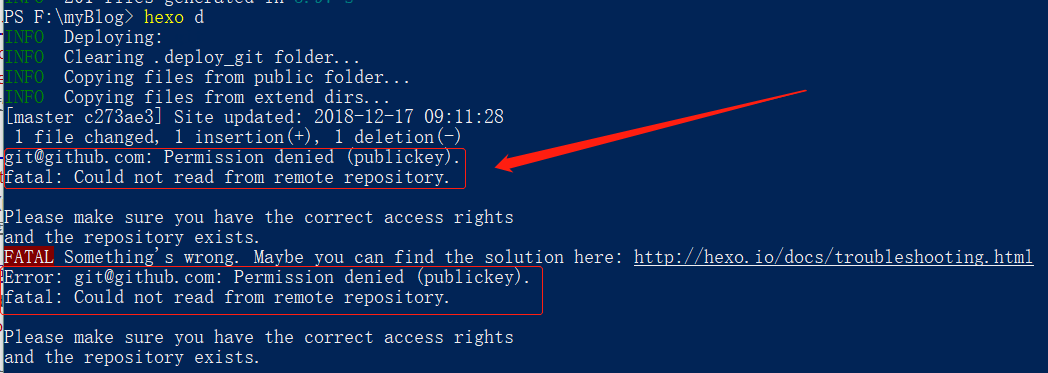 PS F:\myBlog> hexo d
INFO  Deploying:
INFO  Clearing .deploy_git folder...
INFO  Copying files from public folder...
INFO  Copying files from extend dirs...
[master c273ae3] Site updated: 2018-12-17 09:11:28
 1 file changed, 1 insertion(+), 1 deletion(-)
git@github.com: Permission denied (publickey).
fatal: Could not read from remote repository.

Please make sure you have the correct access rights
and the repository exists.
FATAL Something's wrong. Maybe you can find the solution here: http://hexo.io/docs/troubleshooting.html
Error: git@github.com: Permission denied (publickey).
fatal: Could not read from remote repository.

Please make sure you have the correct access rights
and the repository exists.